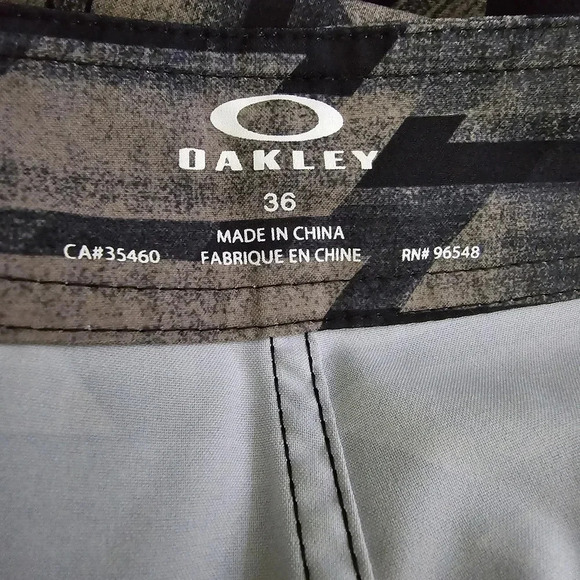 OAKLEY
36
MADE IN CHINA
CA#35460 FABRIQUE EN CHINE RN# 96548